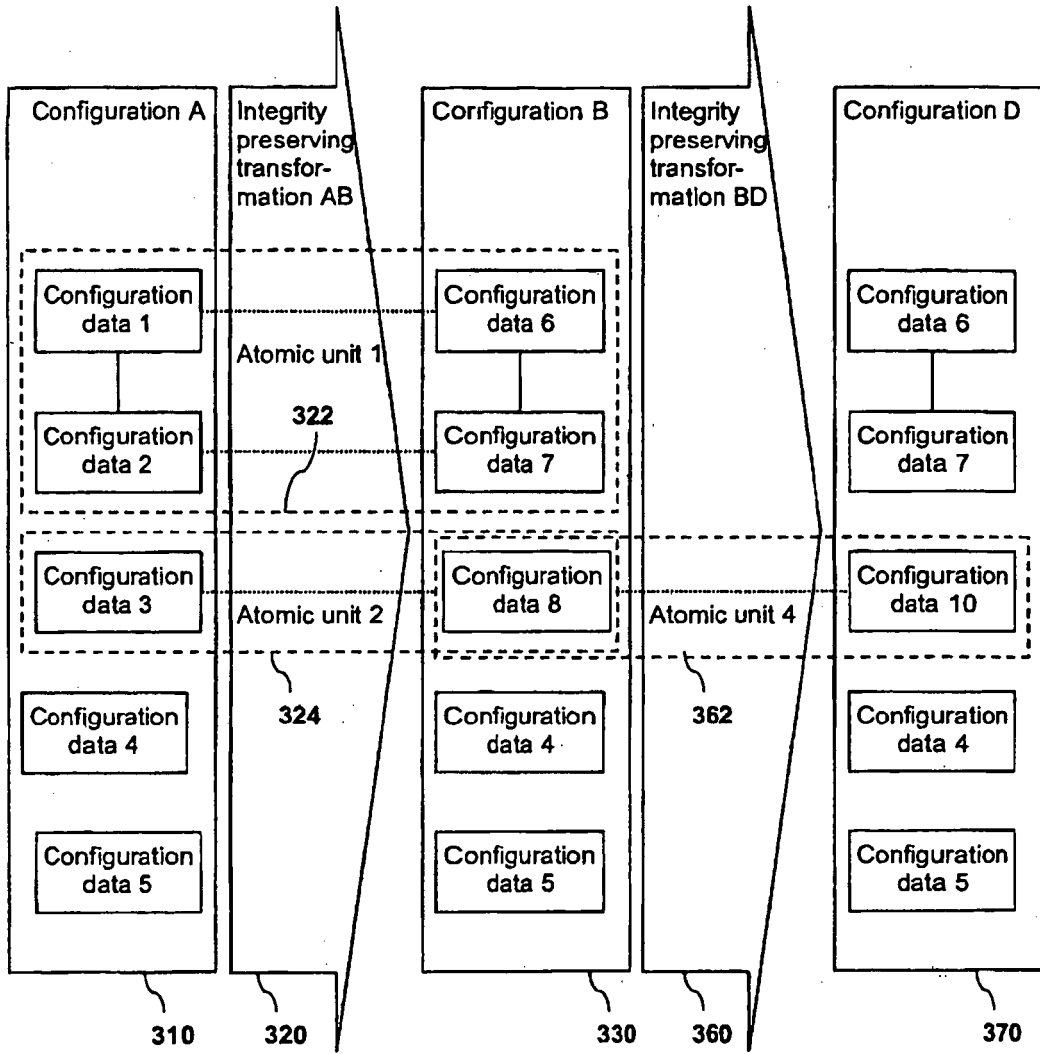 Configuration A
Integrity
preserving
transfor-
mation AB
Configuration B
Integrity
preserving
transfor-
mation BD
Configuration D
Configuration
data 1
Configuration
data 6
Configuration
data 6
Atomic unit 1
322
Configuration
data 2
Configuration
data 7
Configuration
data 7
Configuration
data 3
Atomic unit 2
Configuration
data 8
Atomic unit 4
Configuration
data 10
324
362
Configuration
data 4
Configuration
data 4
Configuration
data 4
Configuration
data 5
Configuration
data 5
Configuration
data 5
310
320
330
360
370